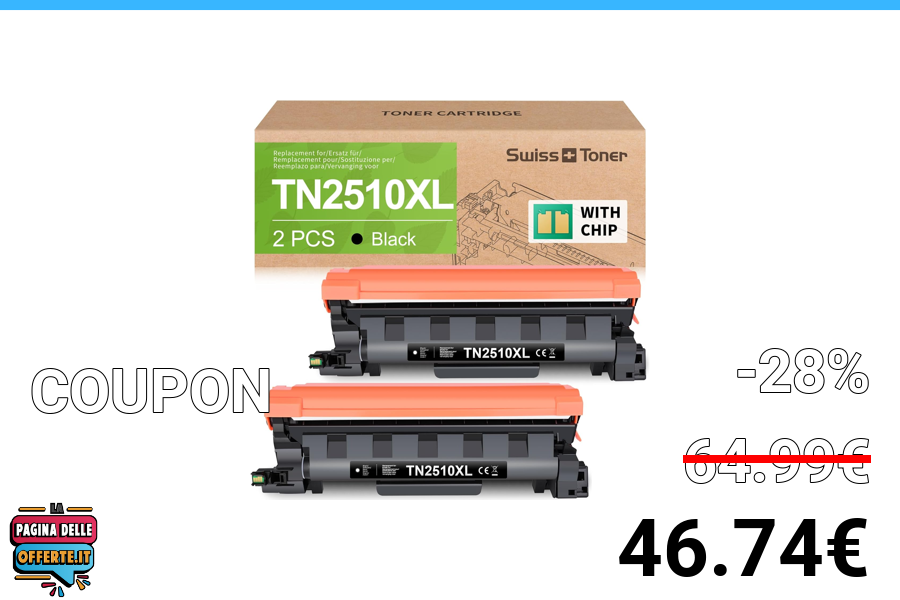 TONER CARTRIDGE
Replacement for/Ersatz für/
Remplacement pour/Sostituzione per/
Reemplazo para/Vervanging voor
TN2510XL
2 PCS Black
Swiss Toner
WITH
CHIP
TN2510XL CE
COUPON
-28%
TN2510XL CE
64.99€
46.74€
LA
PAGINA DELLE
OFFERTE.IT